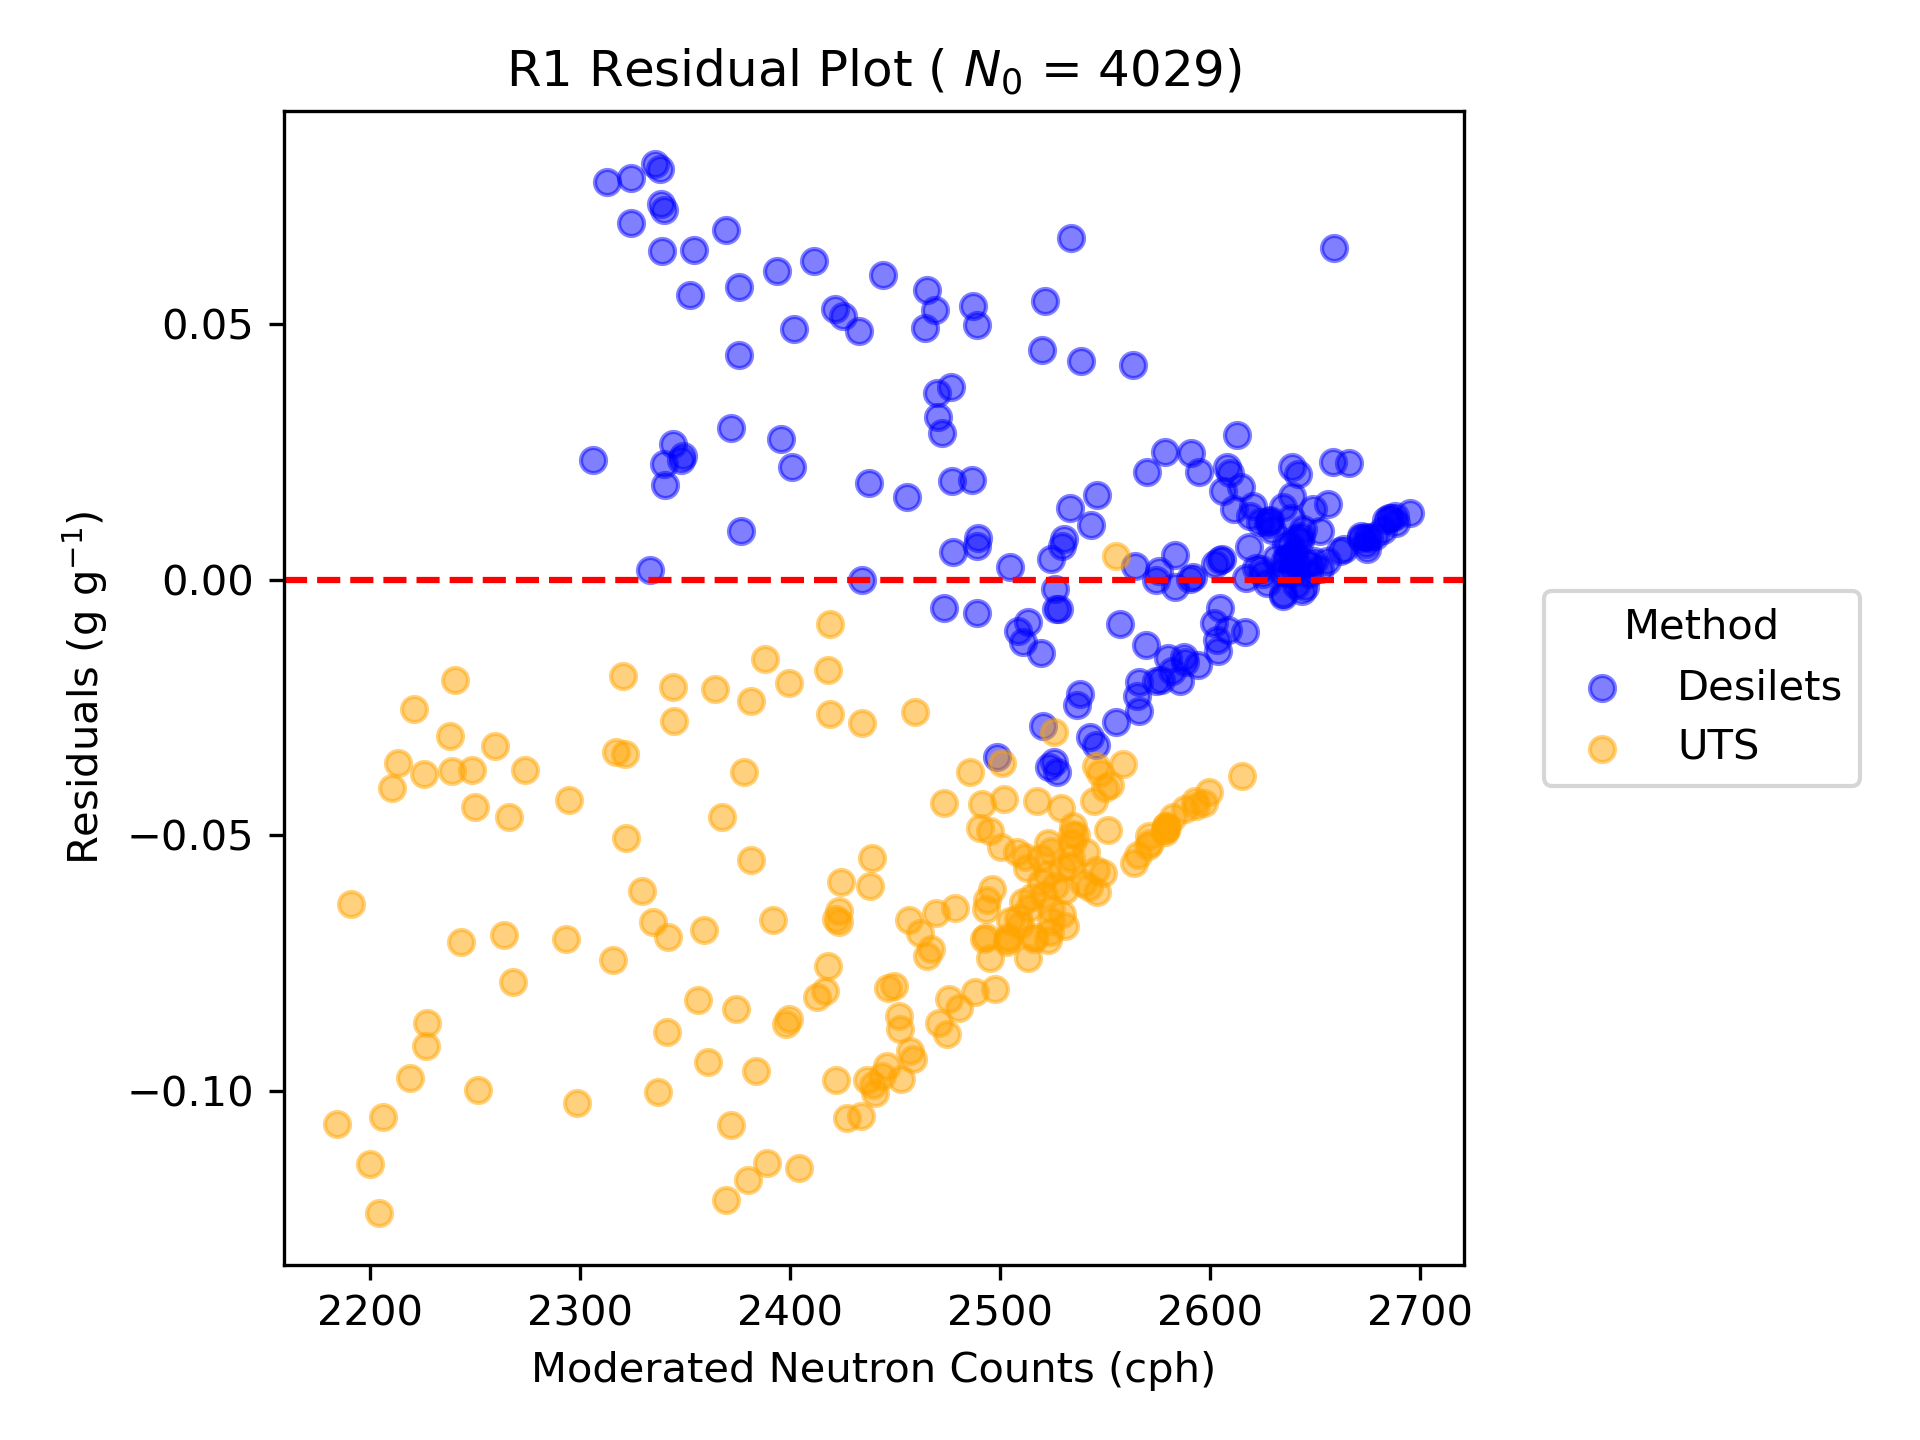 R1 Residual Plot ( N₀ = 4029)
Residuals (g g⁻¹)
0.05
0.00
−0.05
−0.10
2200 2300 2400 2500 2600 2700
Moderated Neutron Counts (cph)
Method
Desilets
UTS